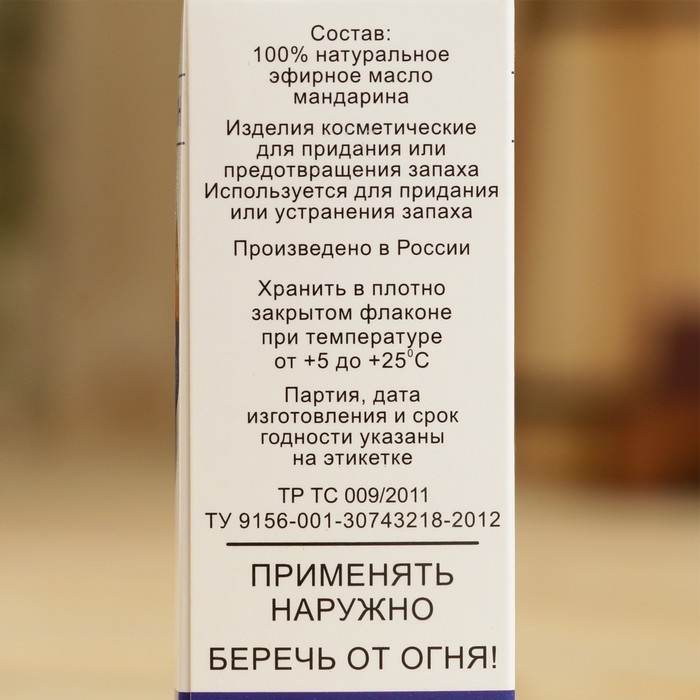 Состав:
100% натуральное
эфирное масло
мандарина
Изделия косметические
для придания или
предотвращения запаха
Используется для придания
или устранения запаха
Произведено в России
Хранить в плотно
закрытом флаконе
при температуре
от +5 до +25⁰С
Партия, дата
изготовления и срок
годности указаны
на этикетке
ТР ТС 009/2011
ТУ 9156-001-30743218-2012
ПРИМЕНЯТЬ
НАРУЖНО
БЕРЕЧЬ ОТ ОГНЯ!